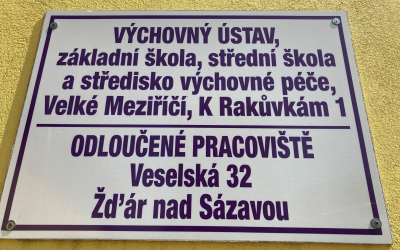 VÝCHOVNÝ ÚSTAV,
základní škola, střední škola
a středisko výchovné péče,
Velké Meziříčí, K Rakůvkám 1
ODLOUČENÉ PRACOVIŠTĚ
Veselská 32
Žďár nad Sázavou